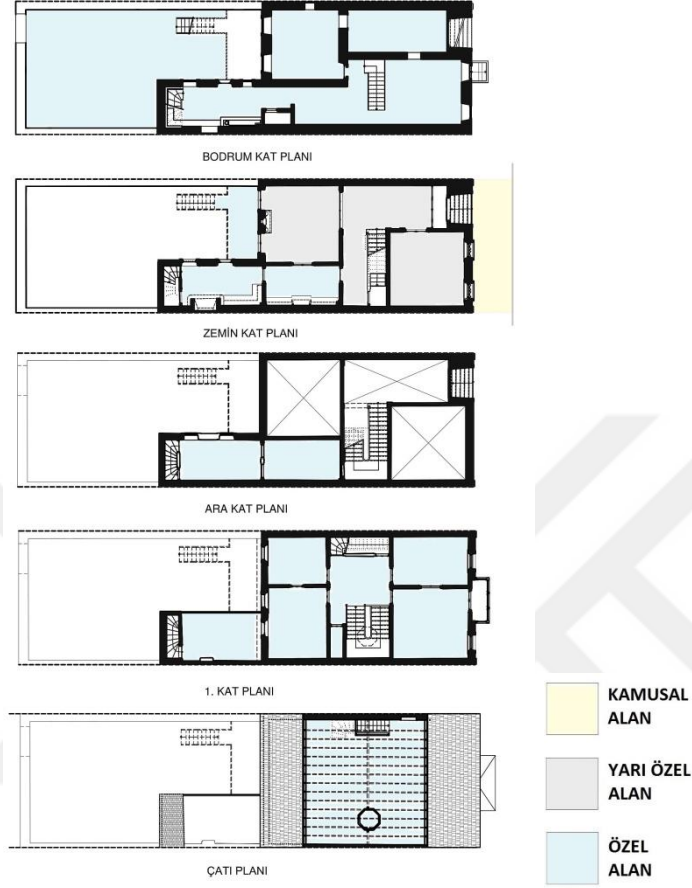 BODRUM KAT PLANI
ZEMİN KAT PLANI
ARA KAT PLANI
1. KAT PLANI
ÇATI PLANI
KAMUSAL
ALAN
YARI ÖZEL
ALAN
ÖZEL
ALAN